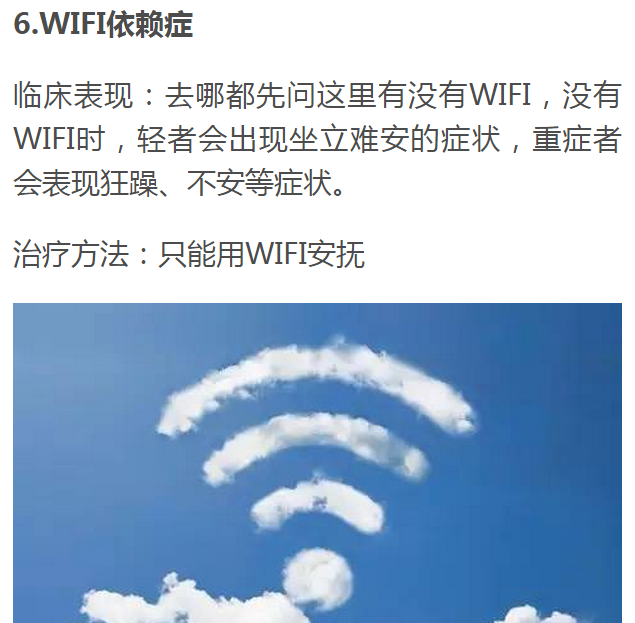 6.WIFI依赖症
临床表现：去哪都先问这里有没有WIFI，没有
WIFI时，轻者会出现坐立难安的症状，重症者
会表现狂躁、不安等症状。
治疗方法：只能用WIFI安抚